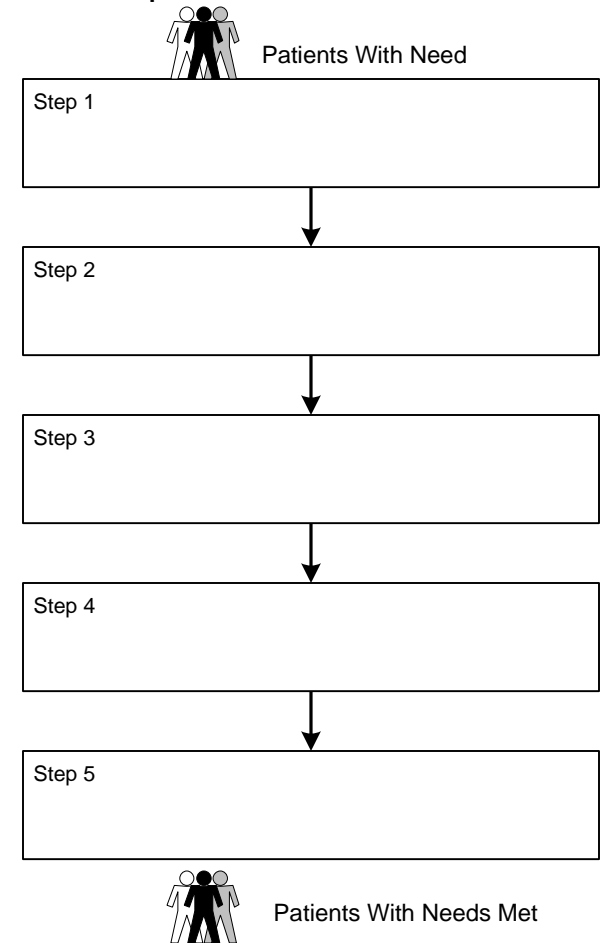 Patients With Need
Step 1
Step 2
Step 3
Step 4
Step 5
Patients With Needs Met